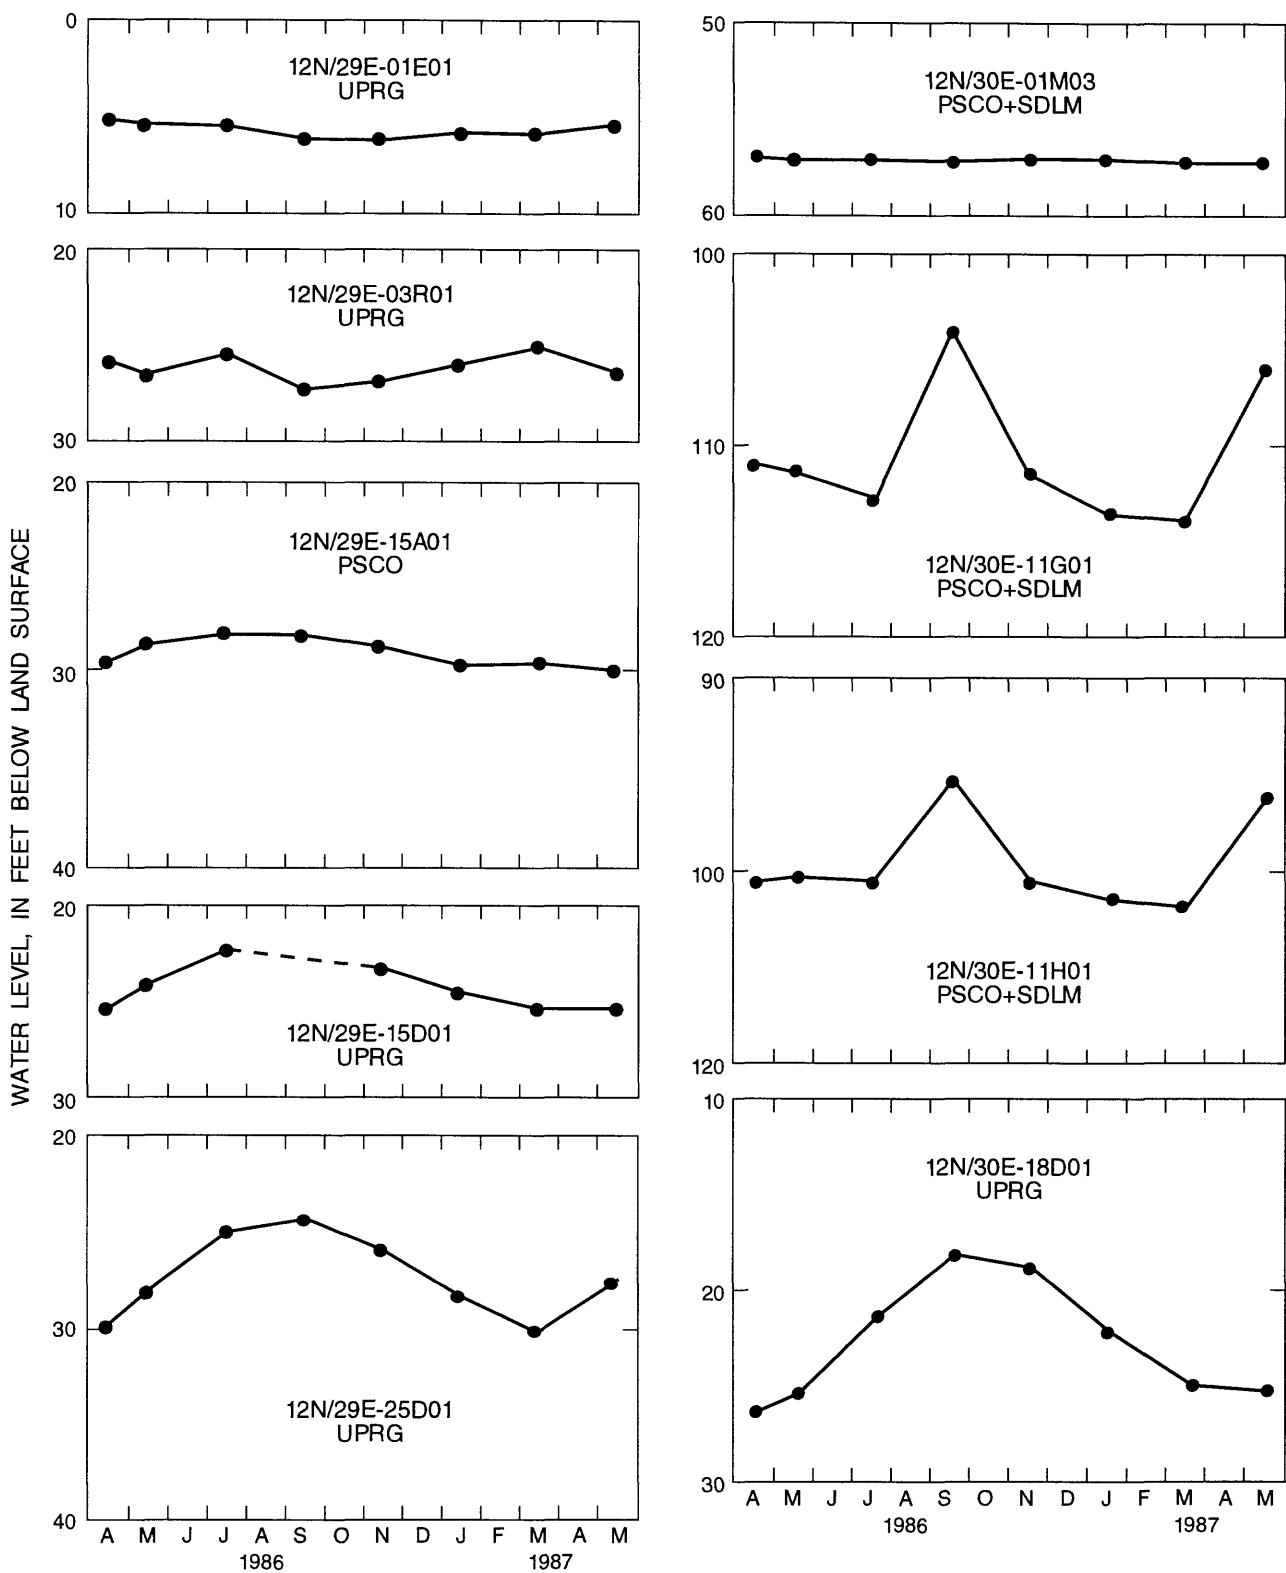 WATER LEVEL, IN FEET BELOW LAND SURFACE
0
12N/29E-01E01
UPRG
10
20
12N/29E-03R01
UPRG
30
20
12N/29E-15A01
PSCO
30
40
20
12N/29E-15D01
UPRG
30
20
30
12N/29E-25D01
UPRG
40
A M J J A S O N D J F M A M
1986 1987
50
12N/30E-01M03
PSCO+SDLM
60
100
110
12N/30E-11G01
PSCO+SDLM
120
90
100
12N/30E-11H01
PSCO+SDLM
120
10
12N/30E-18D01
UPRG
20
30
A M J J A S O N D J F M A M
1986 1987